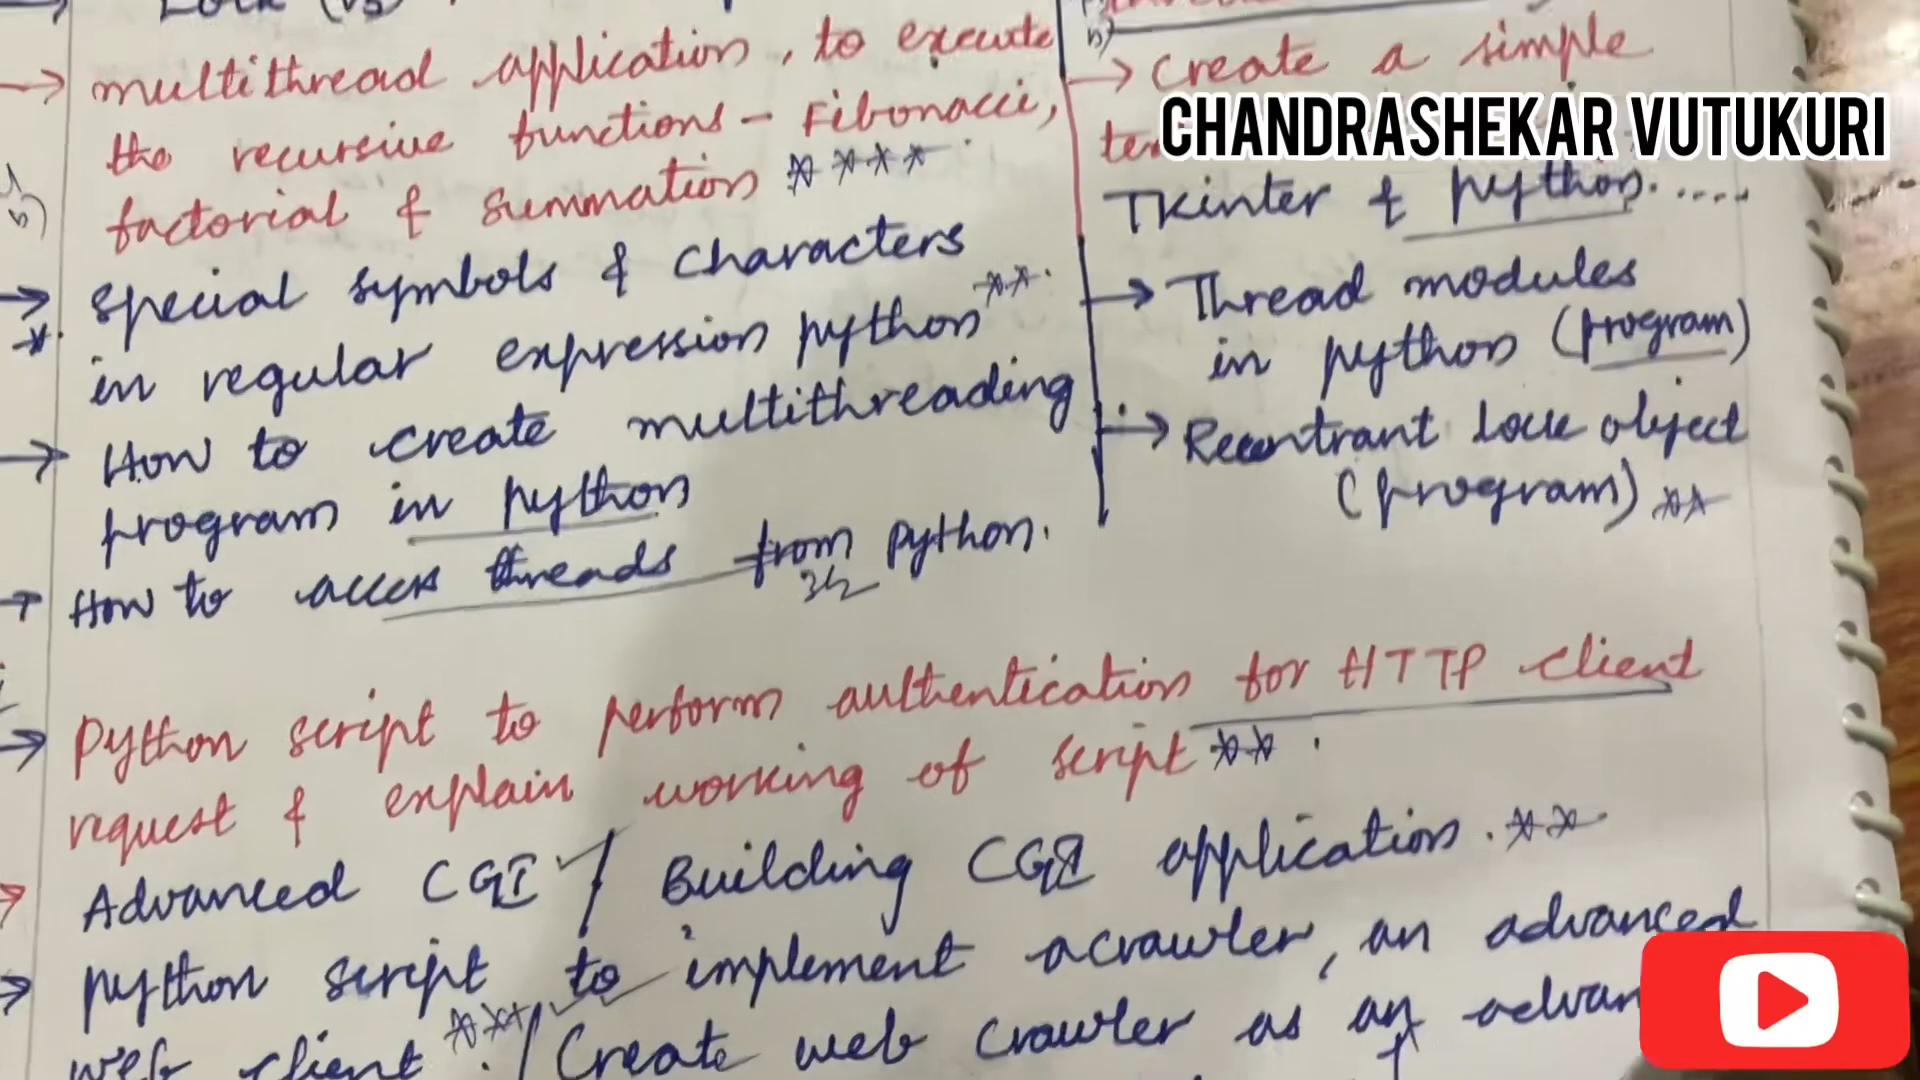 → multithread application, to execute
the recursive functions - Fibonacci,
factorial & summation ****
→ special symbols & characters
in regular expression python **
→ How to create multithreading
program in python
→ How to access threads from python.
→ create a simple
CHANDRASHEKAR VUTUKURI
Tkinter & python.....
→ Thread modules
in python (program)
→ Reentrant lock object
(program) **
→ Python script to perform authentication for HTTP client
request & explain working of script **.
→ Advanced CGI / Building CGI application. **
→ python script to implement a crawler, an advanced
web client *** . / Create web crawler as an